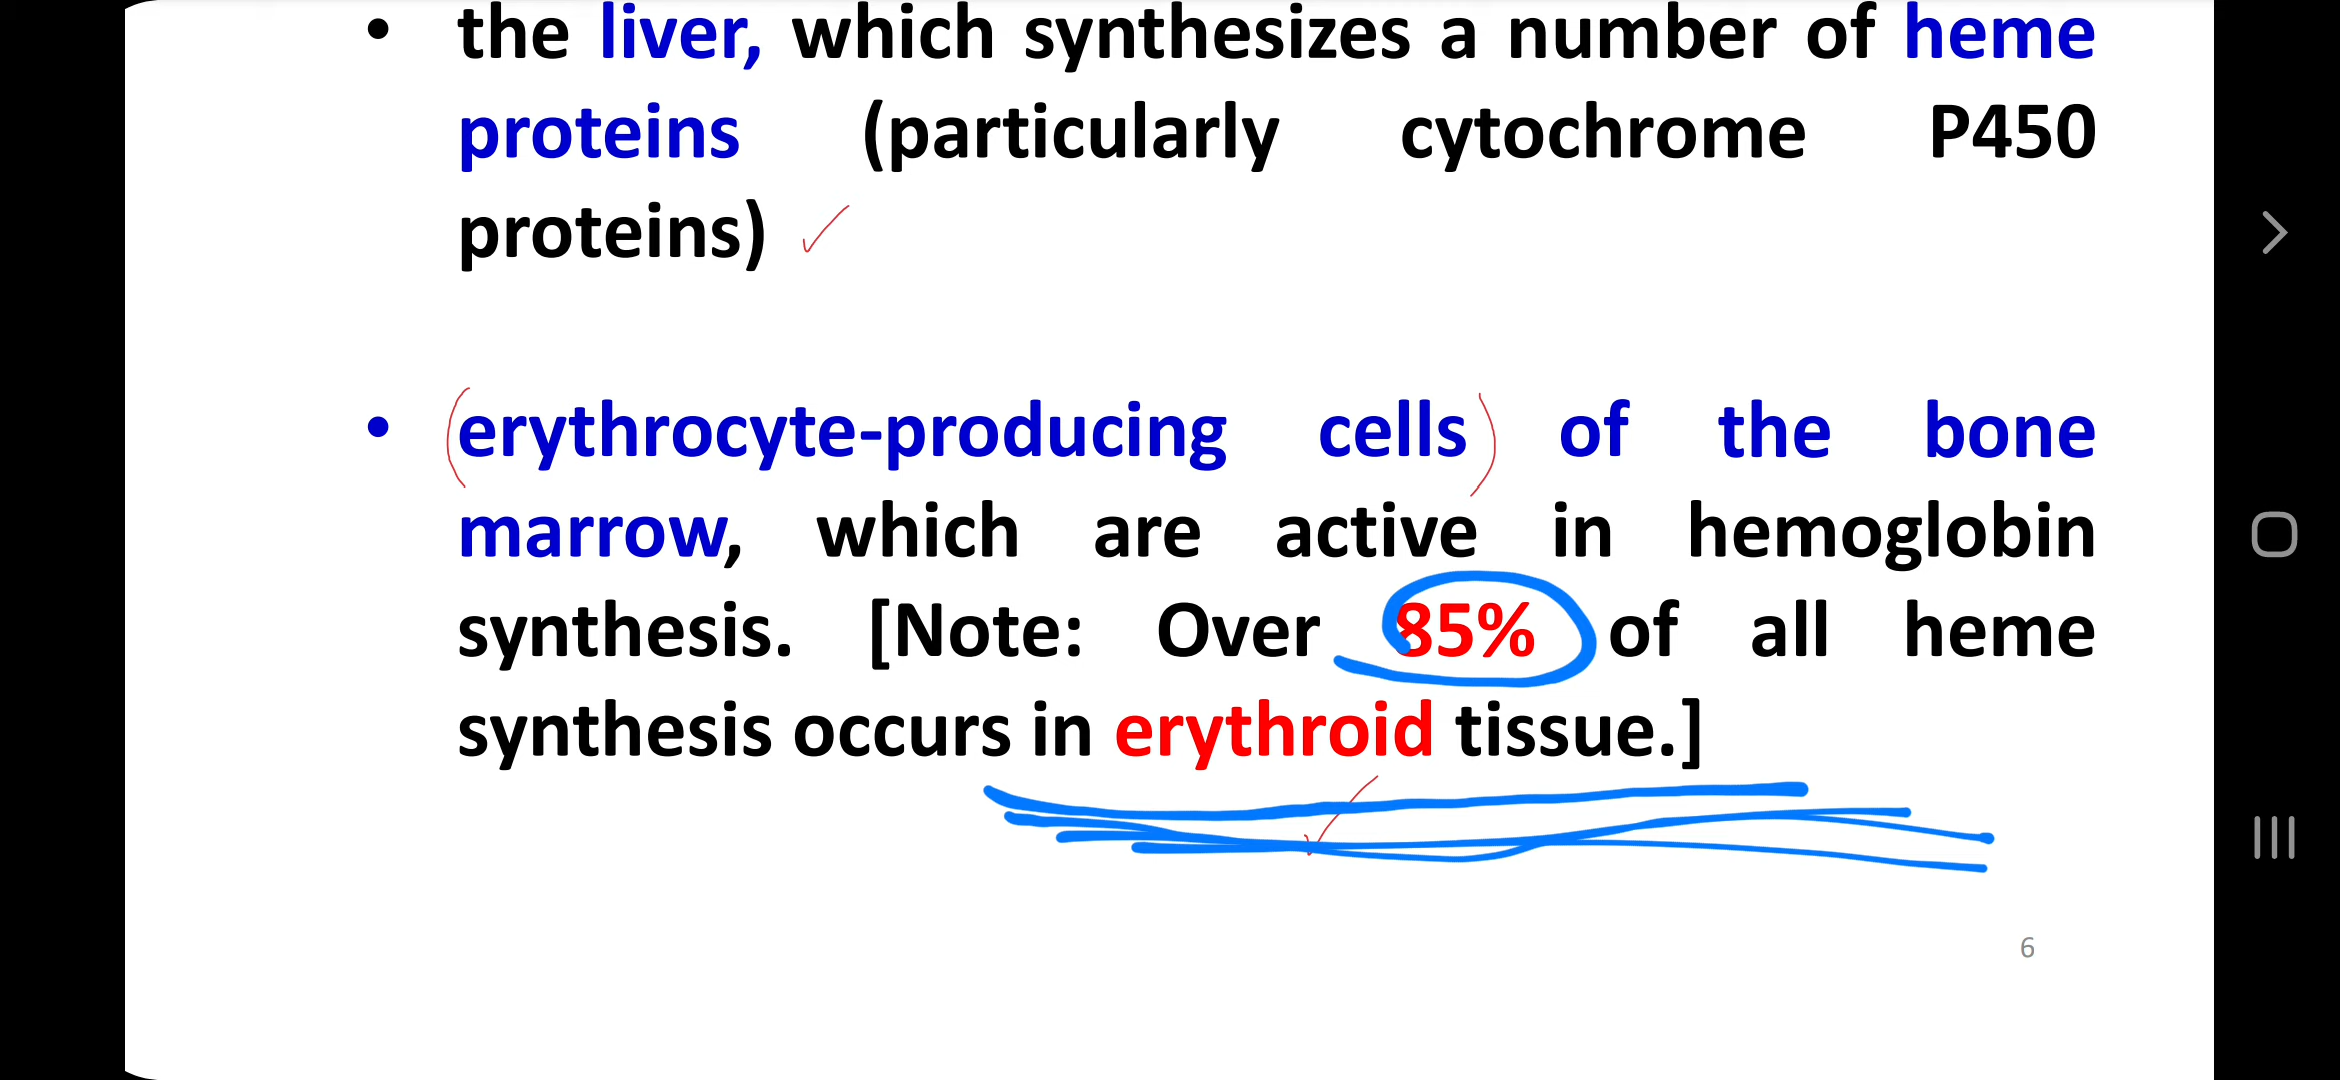 • the liver, which synthesizes a number of heme
proteins (particularly cytochrome P450
proteins)
• erythrocyte-producing cells of the bone
marrow, which are active in hemoglobin
synthesis. [Note: Over 85% of all heme
synthesis occurs in erythroid tissue.]
6